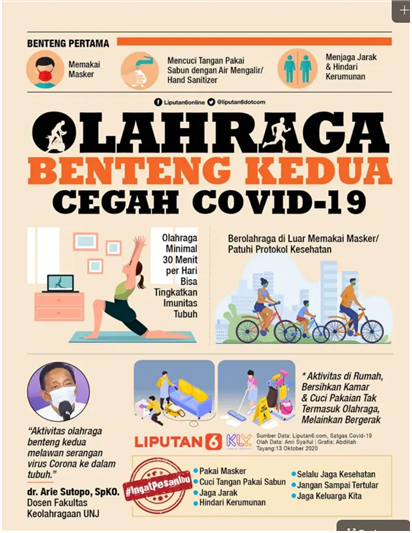 BENTENG PERTAMA
Memakai
Masker
Mencuci Tangan Pakai
Sabun dengan Air Mengalir/
Hand Sanitizer
Menjaga Jarak
& Hindari
Kerumunan
Liputan6online @liputan6dotcom
OLAHRAGA
BENTENG KEDUA
CEGAH COVID-19
Olahraga
Minimal
30 Menit
per Hari
Bisa
Tingkatkan
Imunitas
Tubuh
Berolahraga di Luar Memakai Masker/
Patuhi Protokol Kesehatan
"Aktivitas olahraga
benteng kedua
melawan serangan
virus Corona ke dalam
tubuh."
dr. Arie Sutopo, SpKO.
Dosen Fakultas
Keolahragaan UNJ
* Aktivitas di Rumah,
Bersihkan Kamar
& Cuci Pakaian Tak
Termasuk Olahraga,
Melainkan Bergerak
LIPUTAN 6
KLY
Sumber Data: Liputan6.com, Satgas Covid-19
Olah Data: Anri Syaiful | Grafis: Abdillah
Tayang:13 Oktober 2020
#IngatPesanIbu
• Pakai Masker
• Cuci Tangan Pakai Sabun
• Jaga Jarak
• Hindari Kerumunan
• Selalu Jaga Kesehatan
• Jangan Sampai Tertular
• Jaga Keluarga Kita